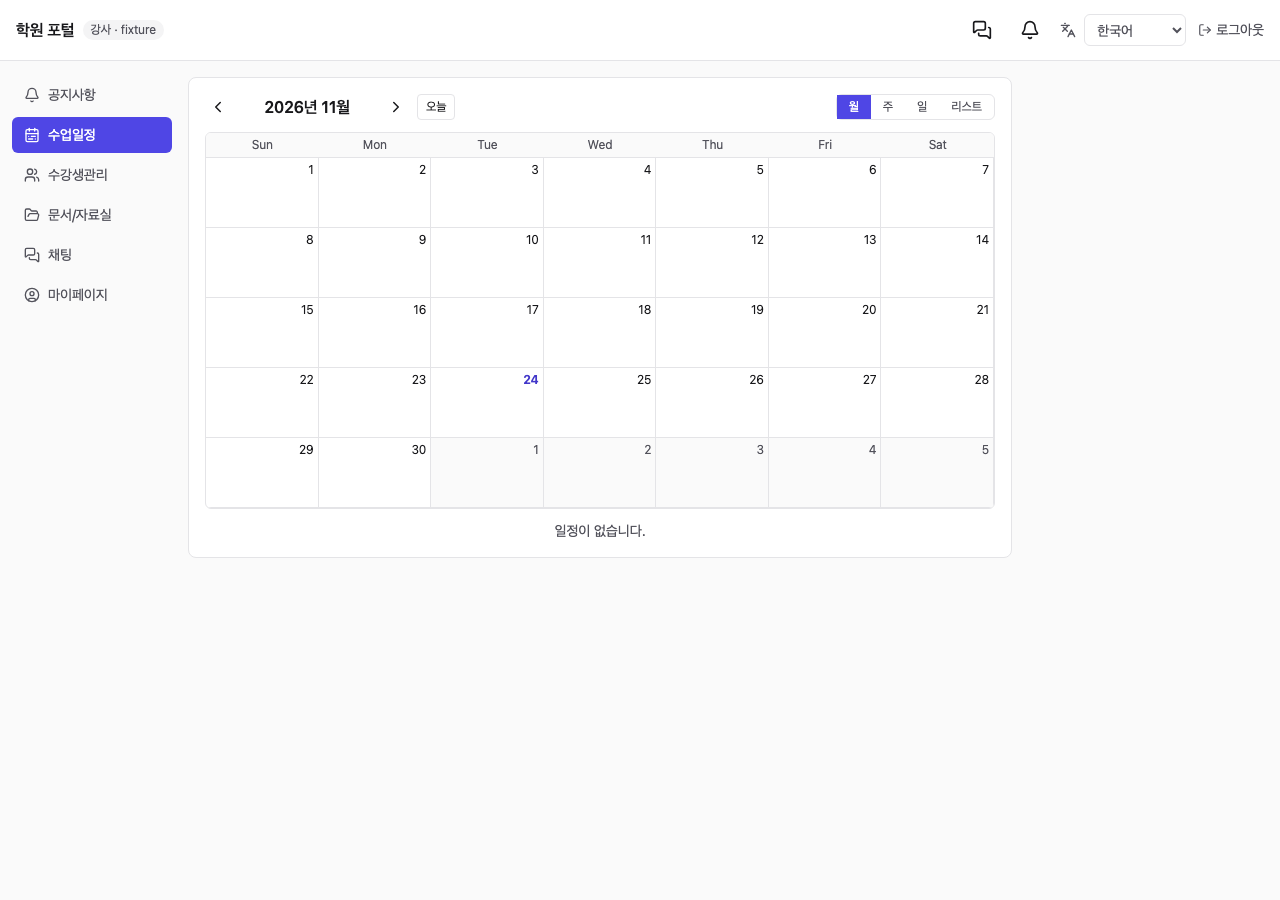 학원 포털 강사 · fixture 한국어 로그아웃
공지사항
수업일정
수강생관리
문서/자료실
채팅
마이페이지
2026년 11월 오늘 월 주 일 리스트
Sun Mon Tue Wed Thu Fri Sat
1 2 3 4 5 6 7
8 9 10 11 12 13 14
15 16 17 18 19 20 21
22 23 24 25 26 27 28
29 30 1 2 3 4 5
일정이 없습니다.